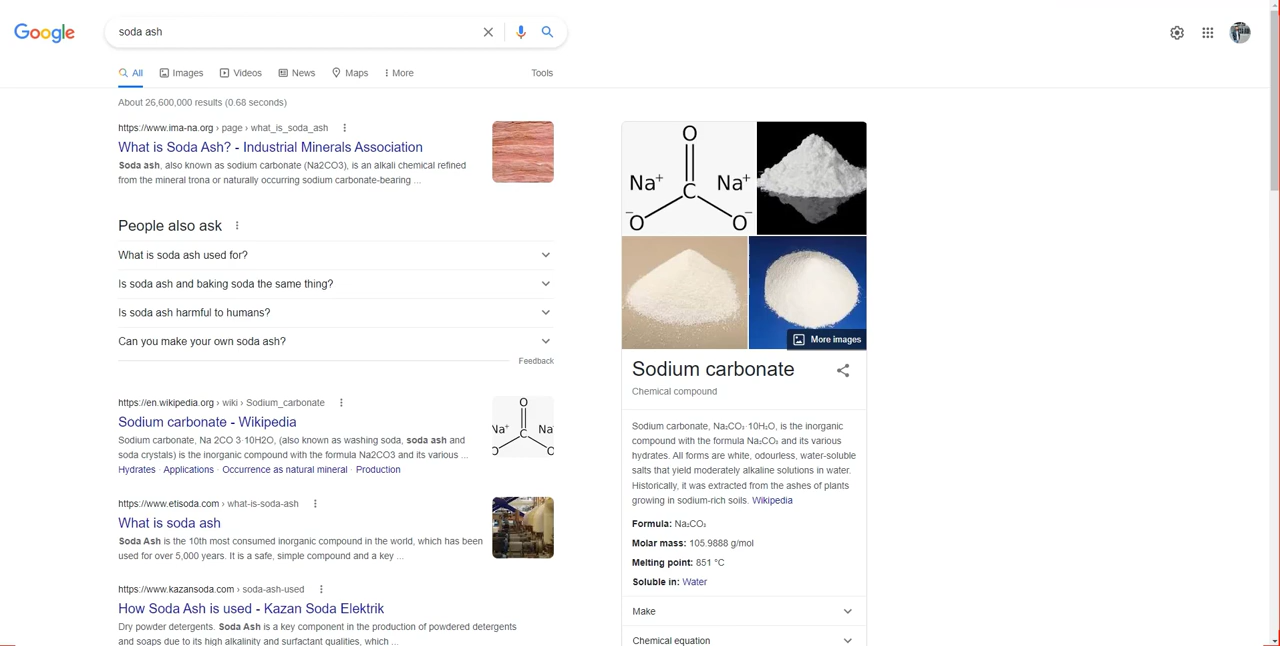 Google
soda ash
All
Images
Videos
News
Maps
More
Tools
About 26,600,000 results (0.68 seconds)
https://www.ima-na.org › page › what_is_soda_ash
What is Soda Ash? - Industrial Minerals Association
Soda ash, also known as sodium carbonate (Na2CO3), is an alkali chemical refined
from the mineral trona or naturally occurring sodium carbonate-bearing ...
People also ask
What is soda ash used for?
Is soda ash and baking soda the same thing?
Is soda ash harmful to humans?
Can you make your own soda ash?
Feedback
https://en.wikipedia.org › wiki › Sodium_carbonate
Sodium carbonate - Wikipedia
Sodium carbonate, Na 2CO 3·10H2O, (also known as washing soda, soda ash and
soda crystals) is the inorganic compound with the formula Na2CO3 and its various ...
Hydrates · Applications · Occurrence as natural mineral · Production
O
Na⁺ C Na
O O
https://www.etisoda.com › what-is-soda-ash
What is soda ash
Soda Ash is the 10th most consumed inorganic compound in the world, which has been
used for over 5,000 years. It is a safe, simple compound and a key ...
https://www.kazansoda.com › soda-ash-used
How Soda Ash is used - Kazan Soda Elektrik
Dry powder detergents. Soda Ash is a key component in the production of powdered detergents
and soaps due to its high alkalinity and surfactant qualities, which ...
O
Na⁺ C Na⁺
⁻O O⁻
More images
Sodium carbonate
Chemical compound
Sodium carbonate, Na₂CO₃·10H₂O, is the inorganic
compound with the formula Na₂CO₃ and its various
hydrates. All forms are white, odourless, water-soluble
salts that yield moderately alkaline solutions in water.
Historically, it was extracted from the ashes of plants
growing in sodium-rich soils. Wikipedia
Formula: Na₂CO₃
Molar mass: 105.9888 g/mol
Melting point: 851 °C
Soluble in: Water
Make
Chemical equation